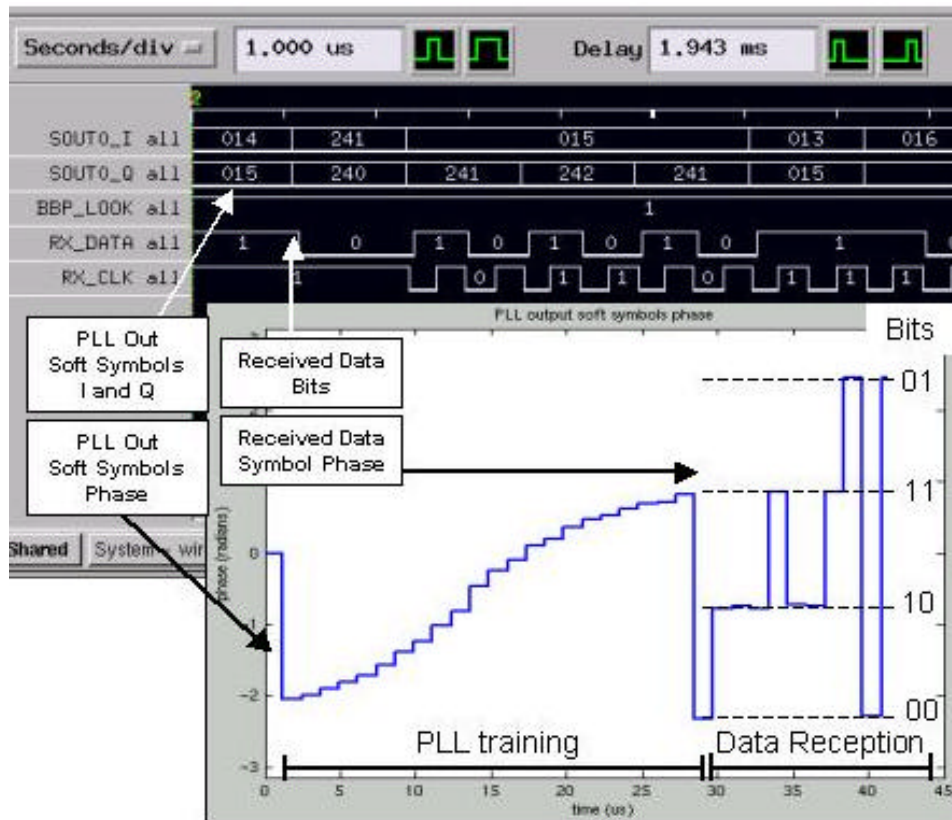 Seconds/div 1.000 us Delay 1.943 ms
SOUT0_I all 014 241 015 013 016
SOUT0_Q all 015 240 241 242 241 015
BBP_LOOK all 1
RX_DATA all 1 0 1 0 1 0 1 0 1
RX_CLK all 1 0 1 1 0 1 1 1
PLL output soft symbols phase
PLL Out
Soft Symbols
I and Q
Received Data
Bits
Bits
PLL Out
Soft Symbols
Phase
Received Data
Symbol Phase
01
11
10
00
Shared System - wir
phase (radians)
0
-1
-2
-3
PLL training Data Reception
0 5 10 15 20 25 30 35 40 45
time (us)